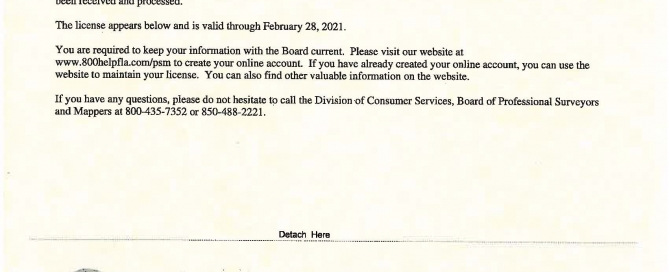 been received and processed.
The license appears below and is valid through February 28, 2021.
You are required to keep your information with the Board current. Please visit our website at
www.800helpfla.com/psm to create your online account. If you have already created your online account, you can use the
website to maintain your license. You can also find other valuable information on the website.
If you have any questions, please do not hesitate to call the Division of Consumer Services, Board of Professional Surveyors
and Mappers at 800-435-7352 or 850-488-2221.
Detach Here